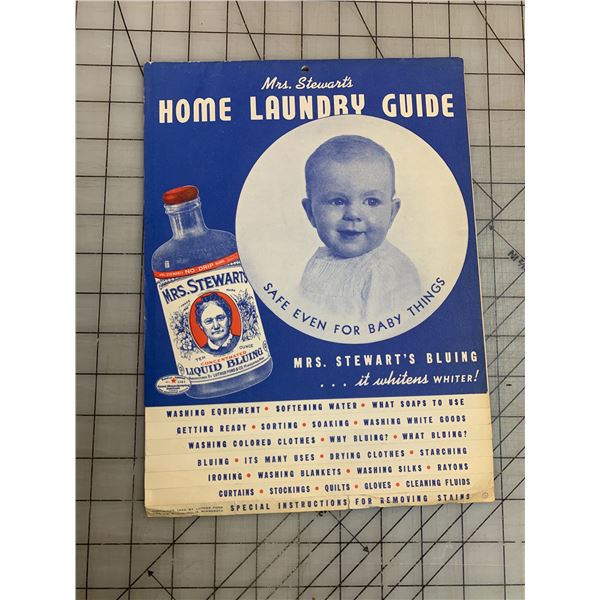 Mrs. Stewart's
HOME LAUNDRY GUIDE
SAFE EVEN FOR BABY THINGS
NO-DRIP
MRS. STEWART'S
TEN OUNCE
CONCENTRATED
LIQUID BLUING
MRS. STEWART'S BLUING
... it whitens WHITER!
WASHING EQUIPMENT • SOFTENING WATER • WHAT SOAPS TO USE
GETTING READY • SORTING • SOAKING • WASHING WHITE GOODS
WASHING COLORED CLOTHES • WHY BLUING? • WHAT BLUING?
BLUING • ITS MANY USES • DRYING CLOTHES • STARCHING
IRONING • WASHING BLANKETS • WASHING SILKS • RAYONS
CURTAINS • STOCKINGS • QUILTS • GLOVES • CLEANING FLUIDS
SPECIAL INSTRUCTIONS FOR REMOVING STAINS